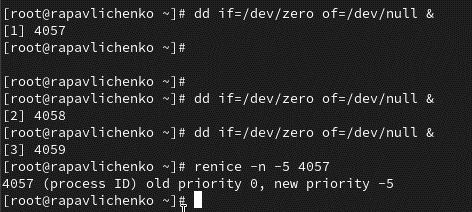 [root@rapavlichenko ~]# dd if=/dev/zero of=/dev/null &
[1] 4057
[root@rapavlichenko ~]#
[root@rapavlichenko ~]#
[root@rapavlichenko ~]# dd if=/dev/zero of=/dev/null &
[2] 4058
[root@rapavlichenko ~]# dd if=/dev/zero of=/dev/null &
[3] 4059
[root@rapavlichenko ~]# renice -n -5 4057
4057 (process ID) old priority 0, new priority -5
[root@rapavlichenko ~]#